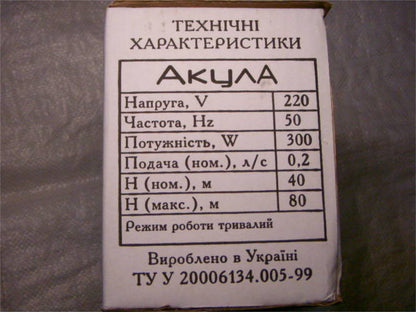 ТЕХНІЧНІ
ХАРАКТЕРИСТИКИ
АКУЛА
Напруга, V 220
Частота, Hz 50
Потужність, W 300
Подача (ном.), л/с 0,2
Н (ном.), м 40
Н (макс.), м 80
Режим роботи тривалий
Вироблено в Україні
ТУ У 20006134.005-99